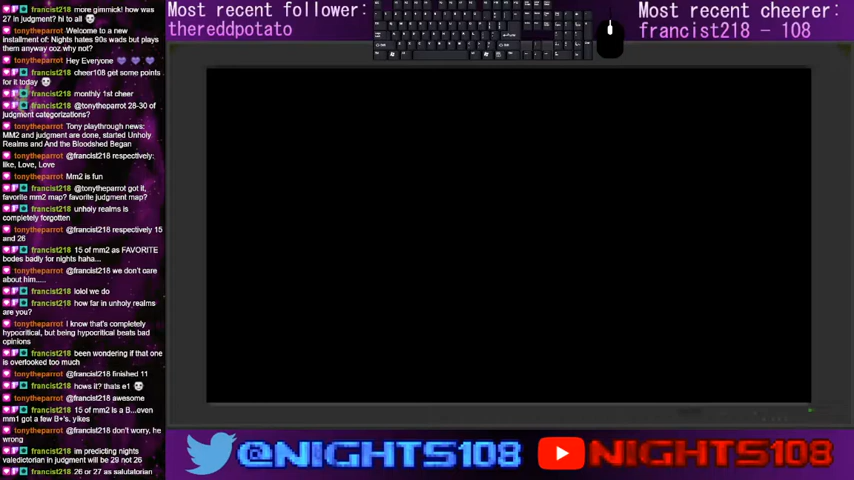 francist218 more gimmick! how was
27 in judgment? hi to all
tonytheparrot Welcome to a new
installment of: Nights hates 90s wads but plays
them anyway coz why not?
tonytheparrot Hey Everyone
francist218 cheer108 get some points
for it today
francist218 monthly 1st cheer
francist218 @tonytheparrot 28-30 of
judgment categorizations?
tonytheparrot Tony playthrough news:
MM2 and judgment are done, started Unholy
Realms and And the Bloodshed Began
tonytheparrot @francist218 respectively:
like, Love, Love
tonytheparrot Mm2 is fun
francist218 @tonytheparrot got it,
favorite mm2 map? favorite judgment map?
francist218 unholy realms is
completely forgotten
tonytheparrot @francist218 respectively 15
and 26
francist218 15 of mm2 as FAVORITE
bodes badly for nights haha...
tonytheparrot @francist218 we don't care
about him.....
francist218 lolol we do
francist218 how far in unholy realms
are you?
tonytheparrot I know that's completely
hypocritical, but being hypocritical beats bad
opinions
francist218 been wondering if that one
is overlooked too much
tonytheparrot @francist218 finished 11
francist218 hows it? thats e1
tonytheparrot @francist218 awesome
francist218 15 of mm2 Is a B...even
mm1 got a few B+'s. yikes
tonytheparrot @francist218 don't worry, he
wrong
francist218 im predicting nights
valedictorian in judgment will be 29 not 26
francist218 26 or 27 as salutatorian
Most recent follower:
thereddpotato
Most recent cheerer:
francist218 - 108
@NIGHTS108
NIGHTS108